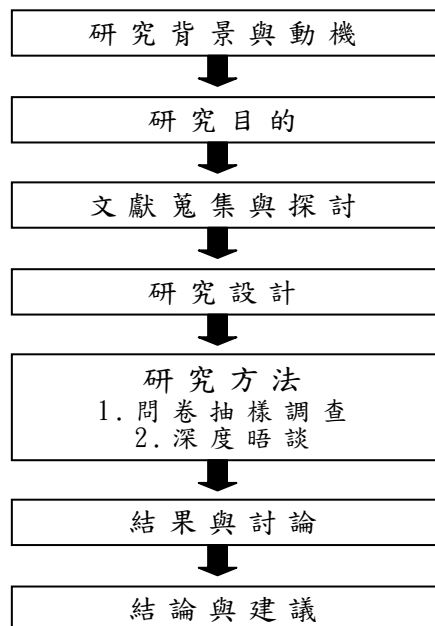 研究背景與動機
研究目的
文獻蒐集與探討
研究設計
研究方法
1.問卷抽樣調查
2.深度晤談
結果與討論
結論與建議